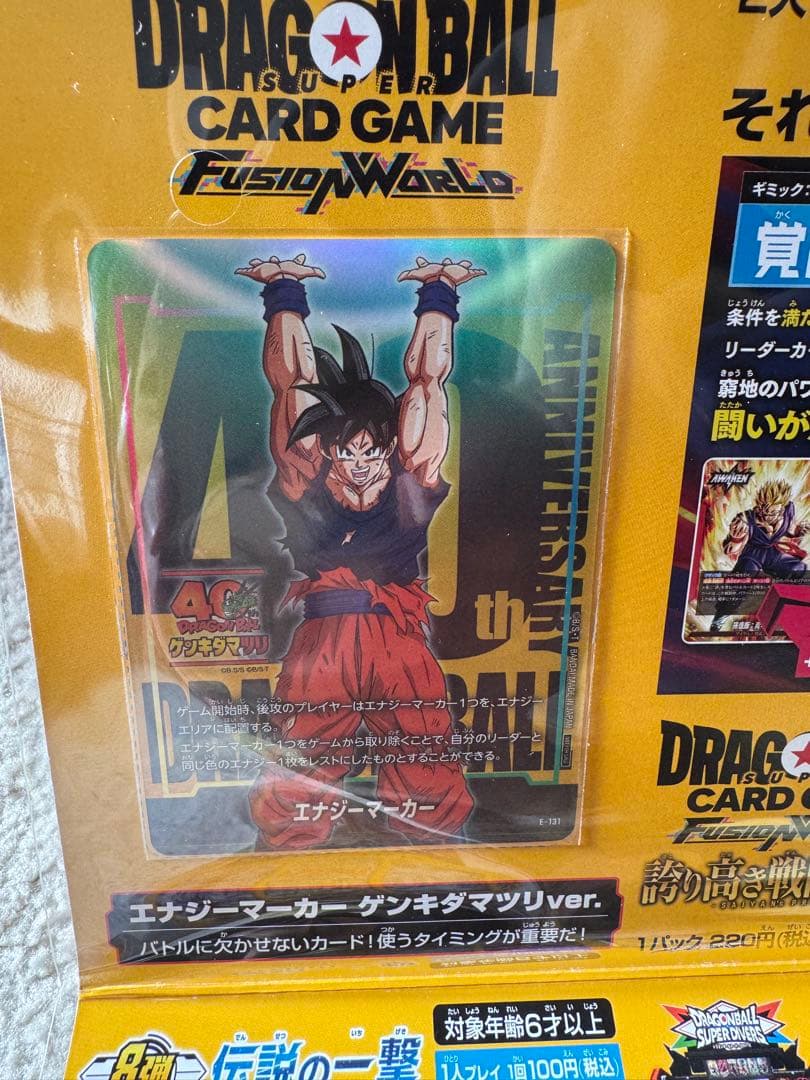 DRAGON BALL
SUPER
CARD GAME
FUSION WORLD
40th
ANNIVERSARY
DRAGON BALL
40
DRAGON BALL
ゲンキダマツリ
©B.S/S ©B/S・T
©B/S・T BANDAI MADE IN JAPAN
ゲーム開始時、後攻のプレイヤーはエナジーマーカー1つを、エナジー
エリアに配置する。
エナジーマーカー1つをゲームから取り除くことで、自分のリーダーと
同じ色のエナジー1枚をレストにしたものとすることができる。
エナジーマーカー
E-131
エナジーマーカー ゲンキダマツリver.
バトルに欠かせないカード!使うタイミングが重要だ!
2人
それ
ギミック:
覚
条件を満た
リーダーカー
窮地のパワ
闘いが
AWAKEN
DRAG
SUPE
CARD G
FUSION
誇り高き戦
1パック 220円(税込
8弾
伝説の一撃
対象年齢6才以上
1人プレイ 1回100円(税込)
DRAGONBALL
SUPER DIVERS